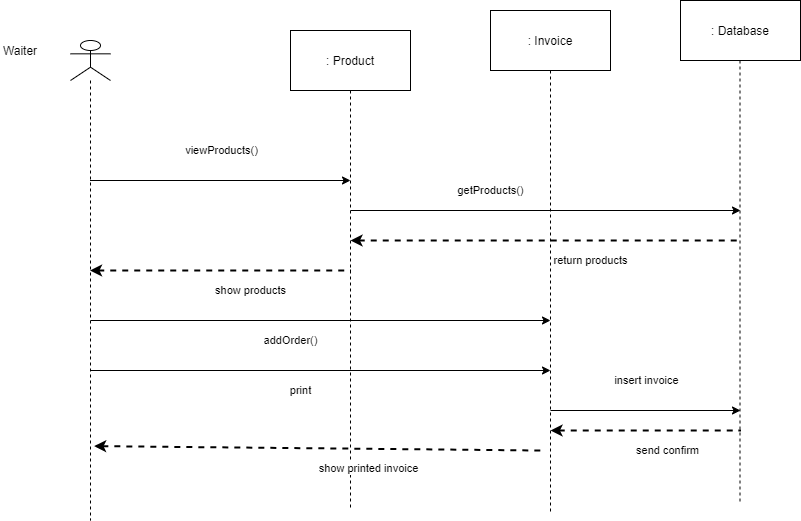 Waiter
: Product
: Invoice
: Database
viewProducts()
getProducts()
return products
show products
addOrder()
print
insert invoice
send confirm
show printed invoice